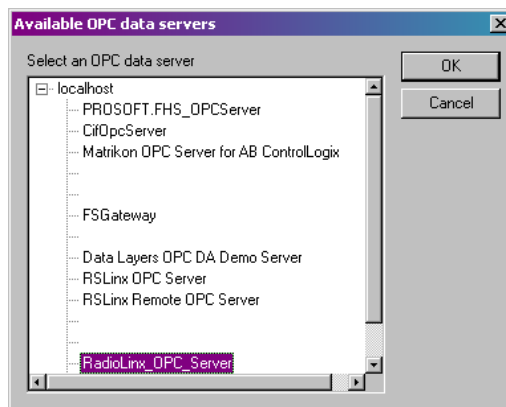 Available OPC data servers
Select an OPC data server
OK
localhost
Cancel
PROSOFT.FHS_OPCServer
CifOpcServer
Matrikon OPC Server for AB ControlLogix
FSGateway
Data Layers OPC DA Demo Server
RSLinx OPC Server
RSLinx Remote OPC Server
RadioLinx_OPC_Server